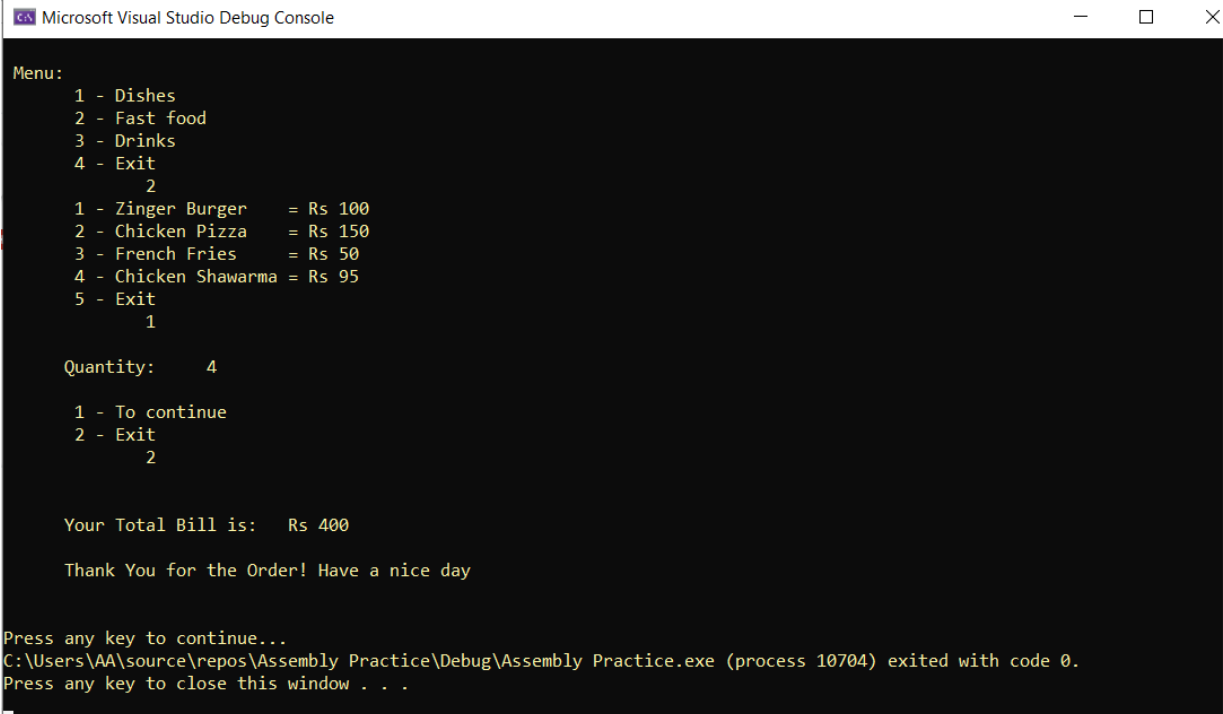 Microsoft Visual Studio Debug Console
Menu:
1 - Dishes
2 - Fast food
3 - Drinks
4 - Exit
2
1 - Zinger Burger = Rs 100
2 - Chicken Pizza = Rs 150
3 - French Fries = Rs 50
4 - Chicken Shawarma = Rs 95
5 - Exit
1
Quantity: 4
1 - To continue
2 - Exit
2
Your Total Bill is: Rs 400
Thank You for the Order! Have a nice day
Press any key to continue...
C:\Users\AA\source\repos\Assembly Practice\Debug\Assembly Practice.exe (process 10704) exited with code 0.
Press any key to close this window . . .